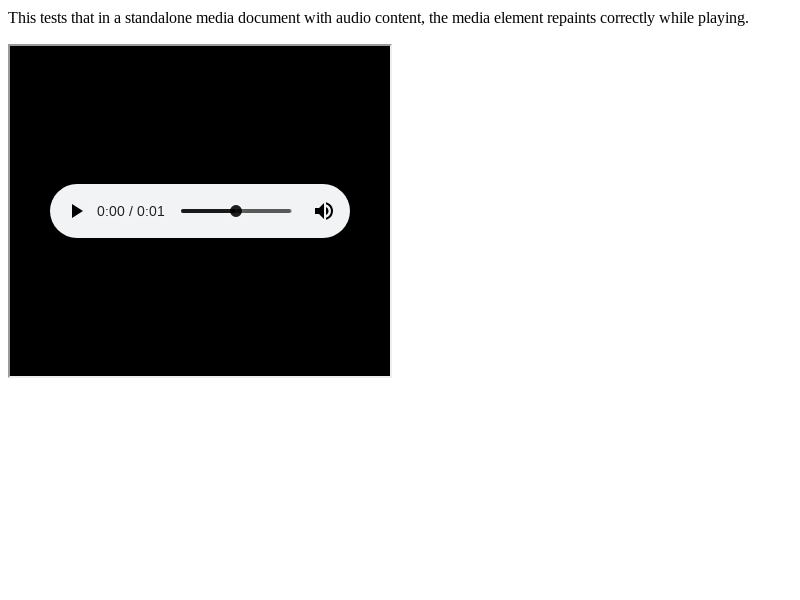 This tests that in a standalone media document with audio content, the media element repaints correctly while playing.
0:00 / 0:01